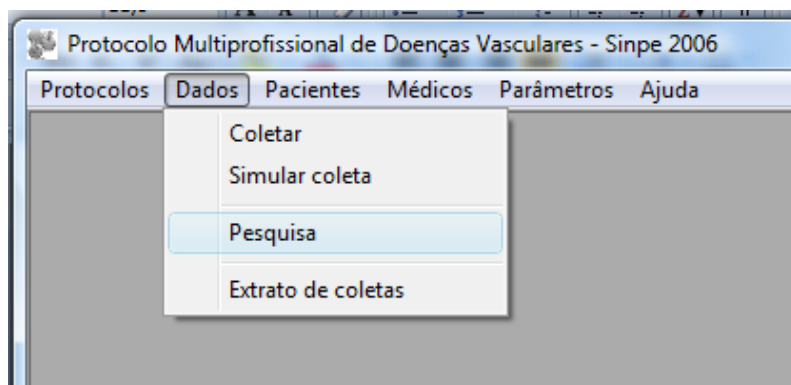 Protocolo Multiprofissional de Doenças Vasculares - Sinpe 2006
Protocolos Dados Pacientes Médicos Parâmetros Ajuda
Coletar
Simular coleta
Pesquisa
Extrato de coletas